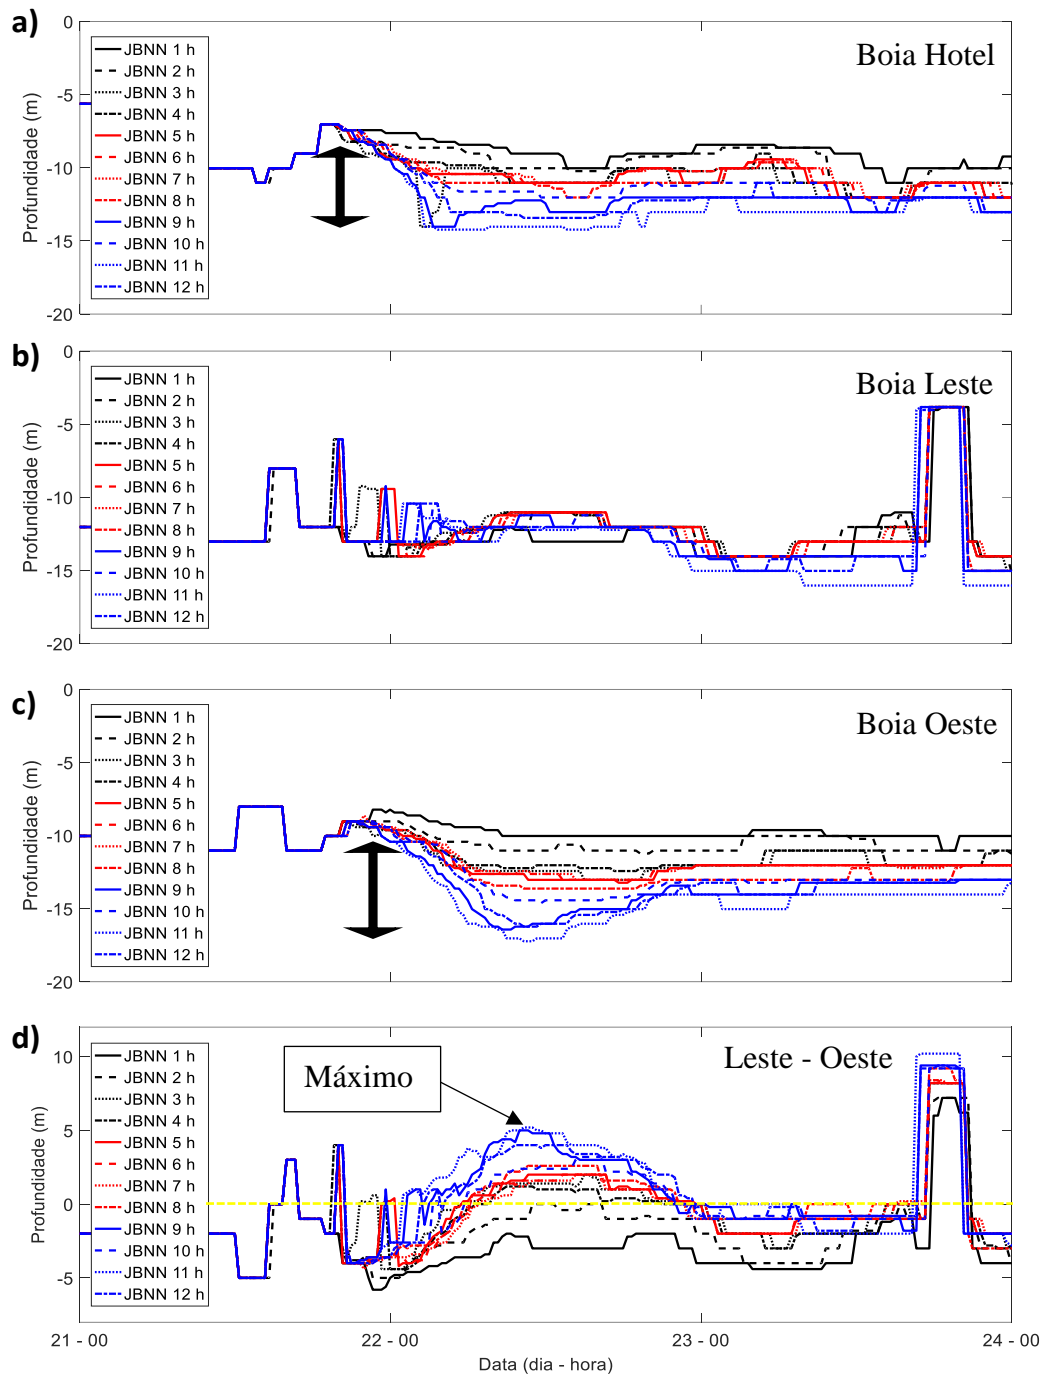 a)
0
-5
-10
-15
-20
Profundidade (m)
JBNN 1 h
JBNN 2 h
JBNN 3 h
JBNN 4 h
JBNN 5 h
JBNN 6 h
JBNN 7 h
JBNN 8 h
JBNN 9 h
JBNN 10 h
JBNN 11 h
JBNN 12 h
Boia Hotel
b)
0
-5
-10
-15
-20
Profundidade (m)
JBNN 1 h
JBNN 2 h
JBNN 3 h
JBNN 4 h
JBNN 5 h
JBNN 6 h
JBNN 7 h
JBNN 8 h
JBNN 9 h
JBNN 10 h
JBNN 11 h
JBNN 12 h
Boia Leste
c)
0
-5
-10
-15
-20
Profundidade (m)
JBNN 1 h
JBNN 2 h
JBNN 3 h
JBNN 4 h
JBNN 5 h
JBNN 6 h
JBNN 7 h
JBNN 8 h
JBNN 9 h
JBNN 10 h
JBNN 11 h
JBNN 12 h
Boia Oeste
d)
10
5
0
-5
Profundidade (m)
JBNN 1 h
JBNN 2 h
JBNN 3 h
JBNN 4 h
JBNN 5 h
JBNN 6 h
JBNN 7 h
JBNN 8 h
JBNN 9 h
JBNN 10 h
JBNN 11 h
JBNN 12 h
Máximo
Leste - Oeste
21 - 00
22 - 00
23 - 00
24 - 00
Data (dia - hora)